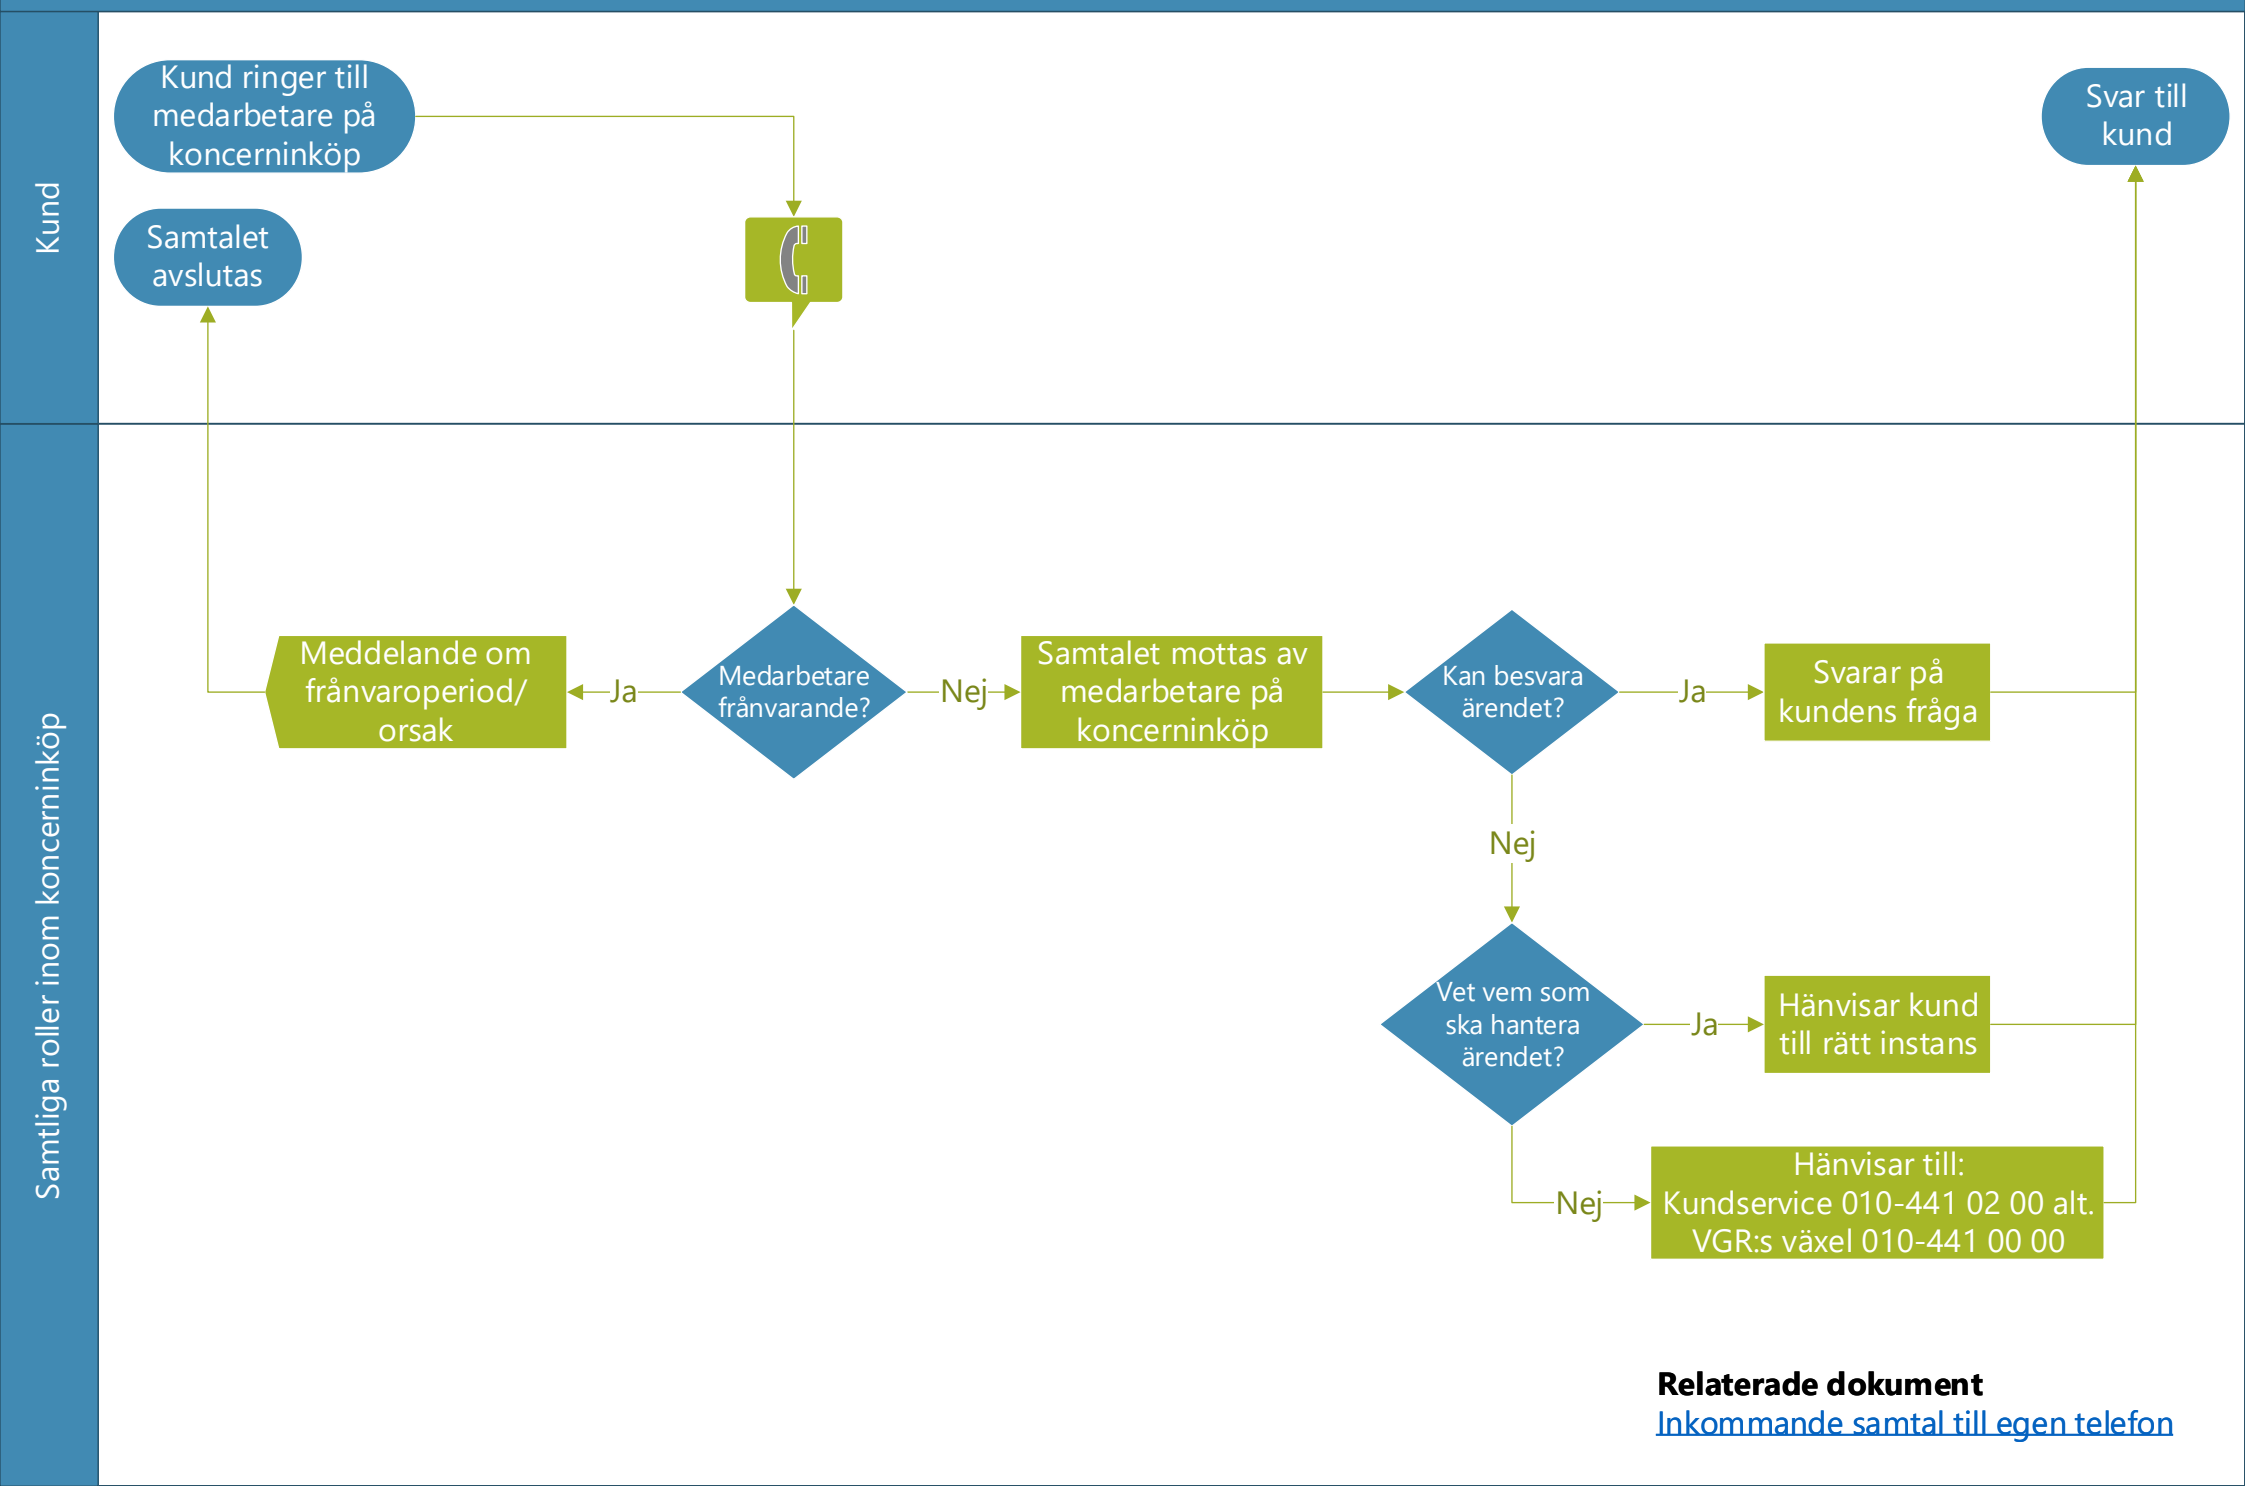 Kund
Kund ringer till
medarbetare på
koncerninköp
Svar till
kund
Samtalet
avslutas
Samtliga roller inom koncerninköp
Meddelande om
frånvaroperiod/
orsak
Ja
Medarbetare
frånvarande?
Nej
Samtalet mottas av
medarbetare på
koncerninköp
Kan besvara
ärendet?
Ja
Svarar på
kundens fråga
Nej
Vet vem som
ska hantera
ärendet?
Ja
Hänvisar kund
till rätt instans
Nej
Hänvisar till:
Kundservice 010-441 02 00 alt.
VGR:s växel 010-441 00 00
Relaterade dokument
Inkommande samtal till egen telefon